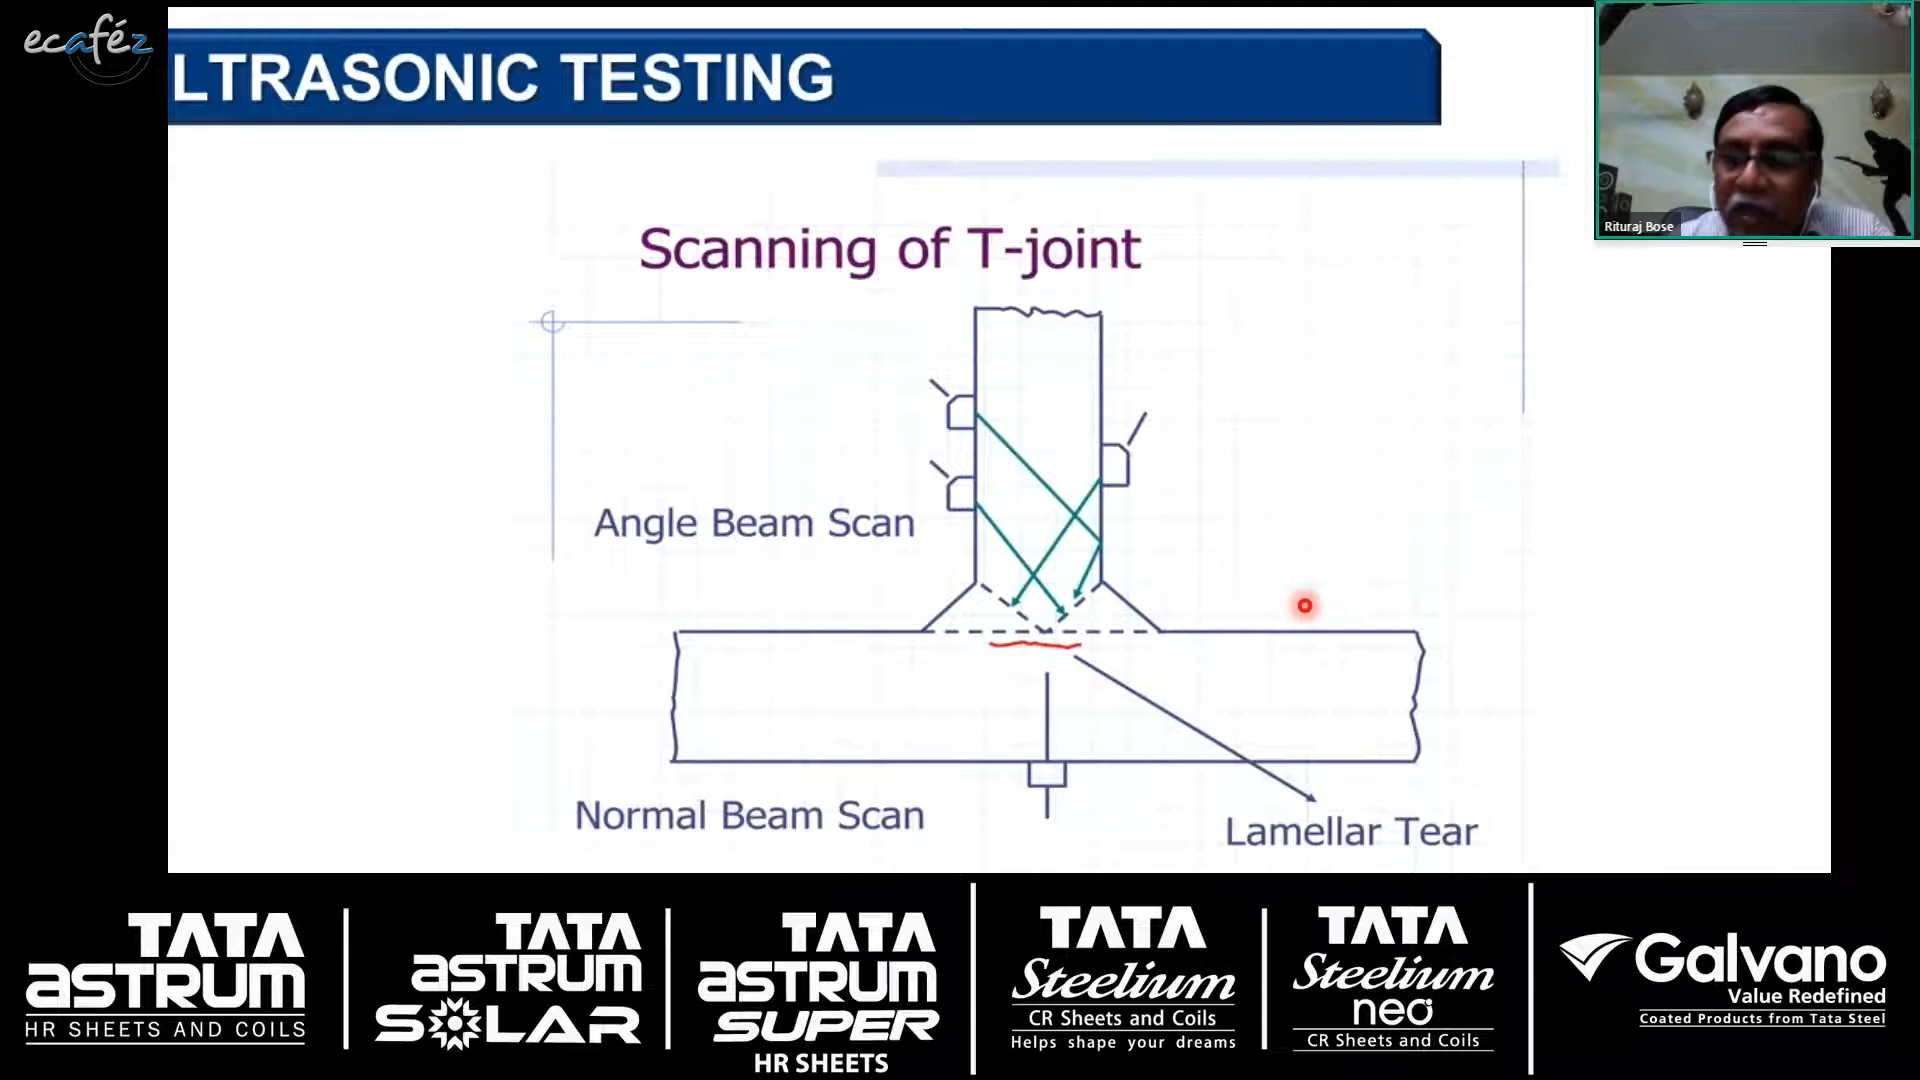 ecaféz
LTRASONIC TESTING
Rituraj Bose
Scanning of T-joint
Angle Beam Scan
Normal Beam Scan
Lamellar Tear
TATA
ASTRUM
HR SHEETS AND COILS
TATA
ASTRUM
SOLAR
TATA
ASTRUM
SUPER
HR SHEETS
TATA
Steelium
CR Sheets and Coils
Helps shape your dreams
TATA
Steelium
neo
CR Sheets and Coils
Galvano
Value Redefined
Coated Products from Tata Steel